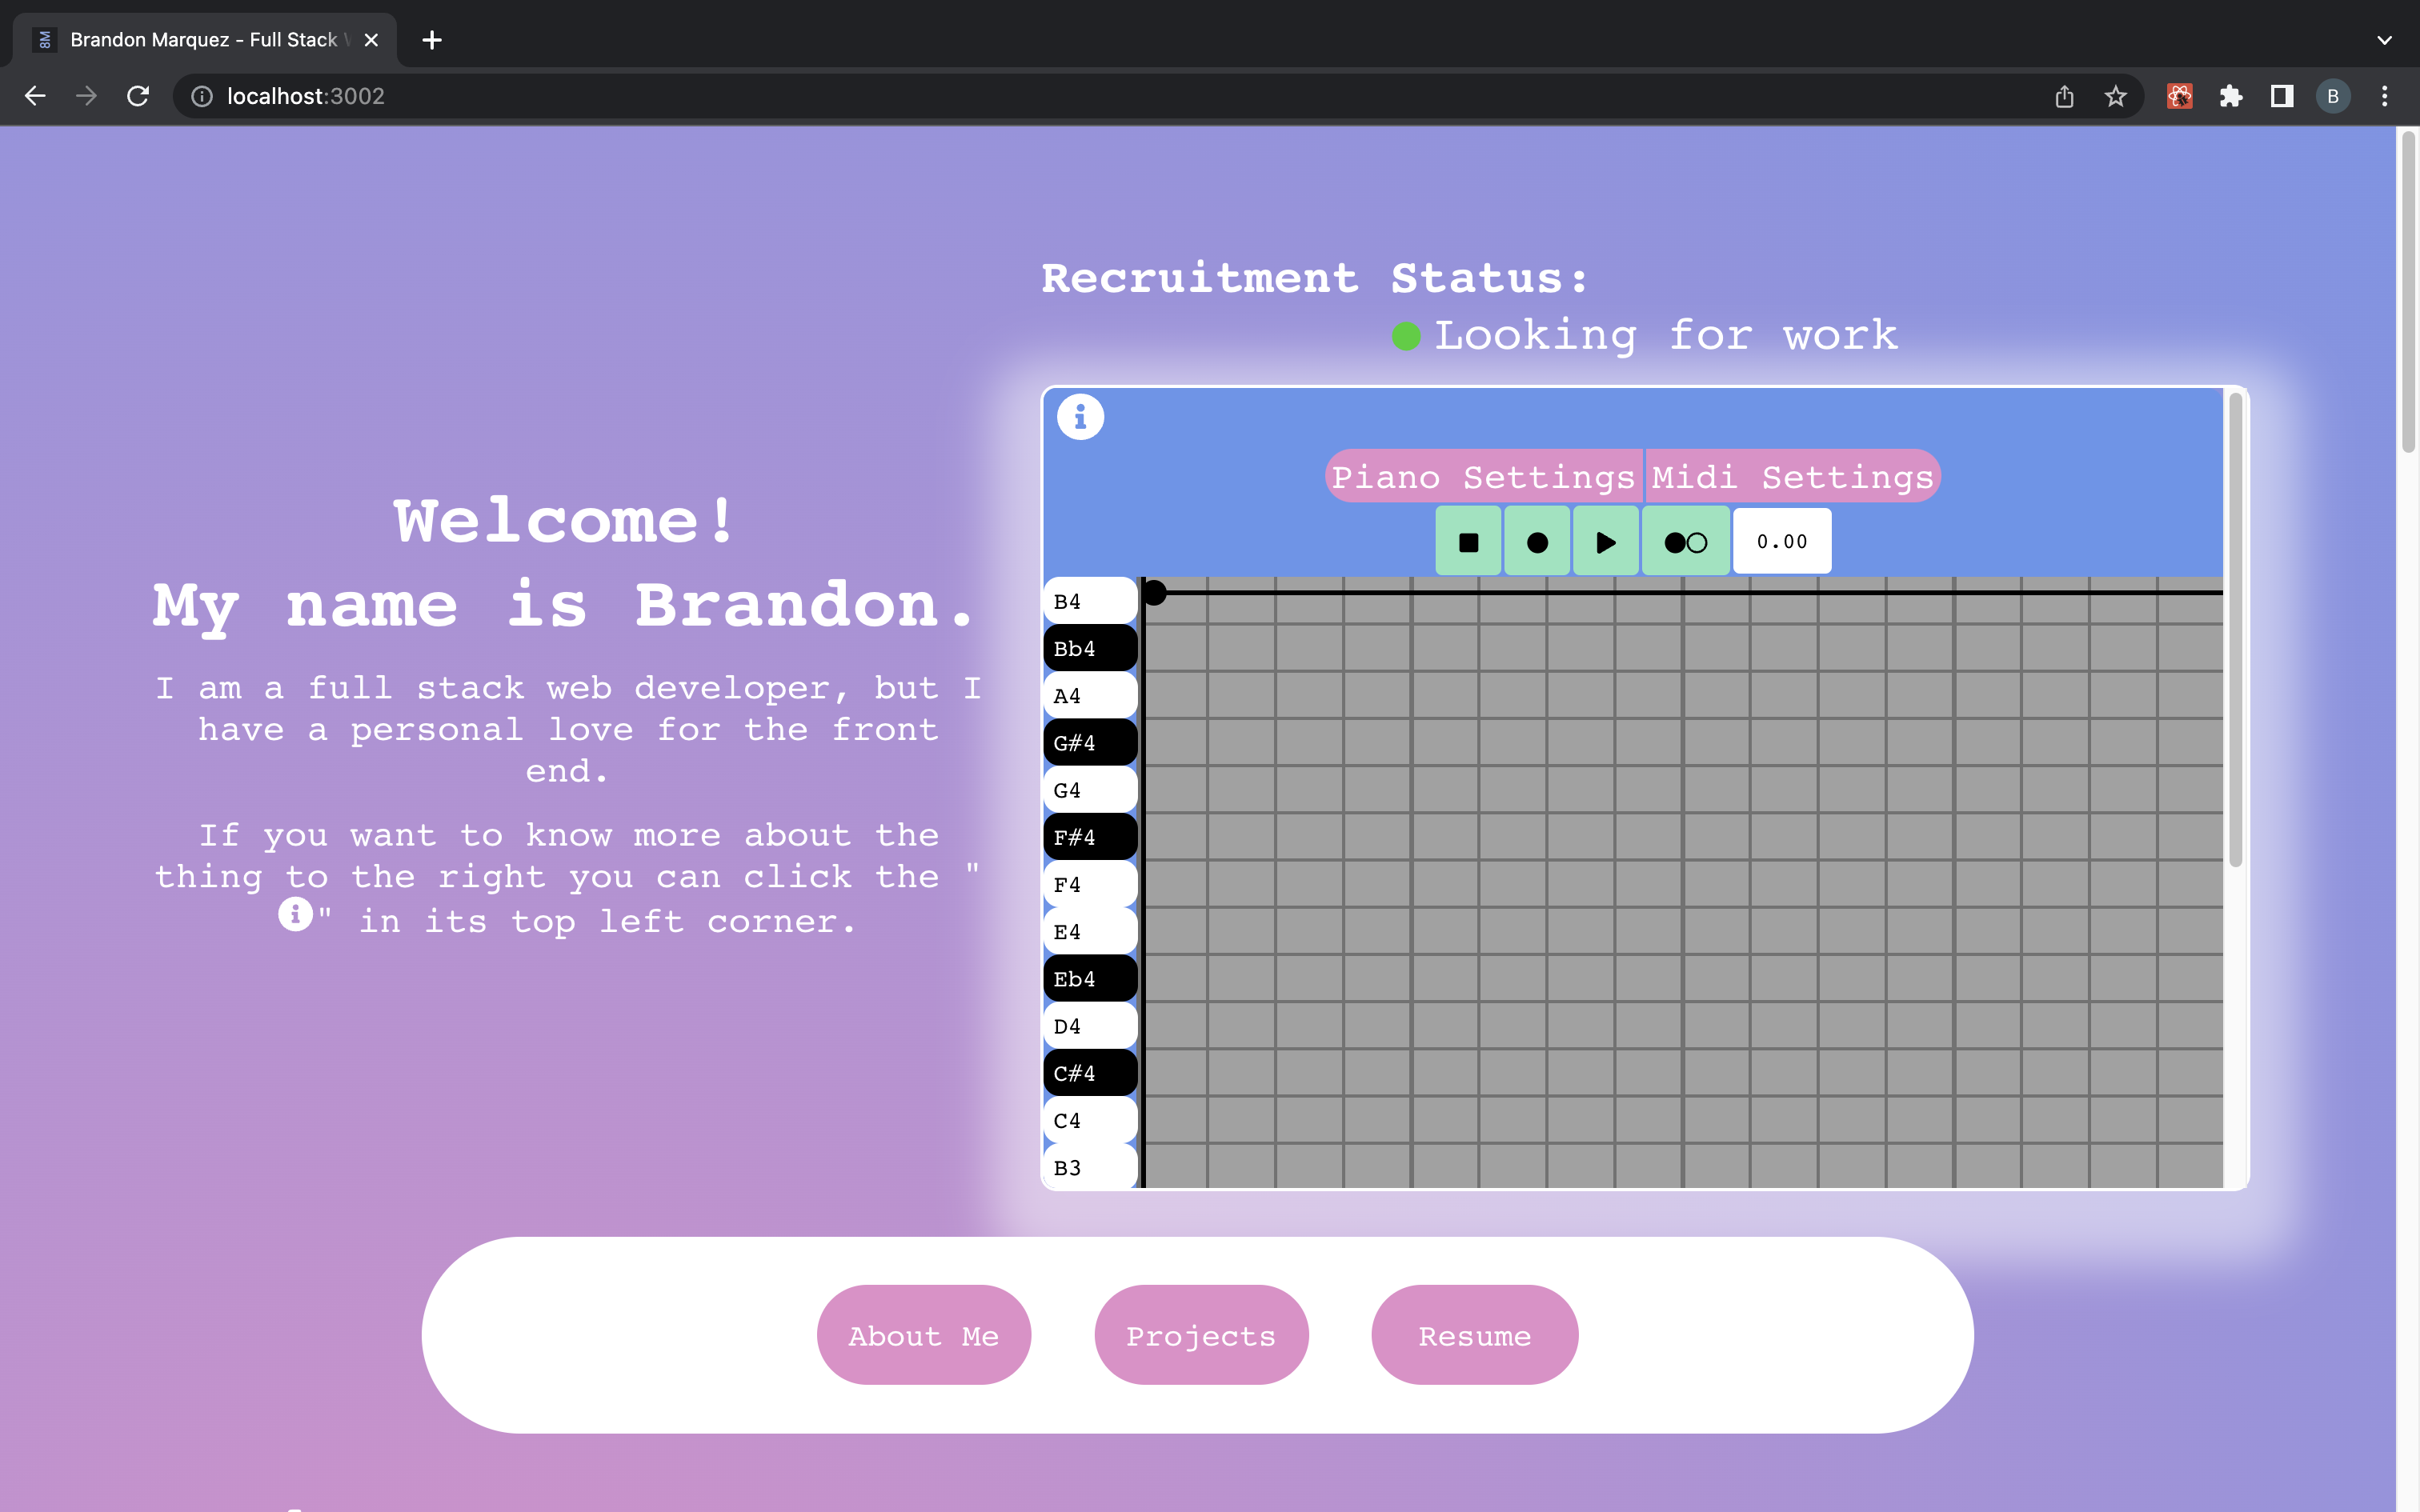 8M
Brandon Marquez - Full Stack
localhost:3002
B
Recruitment Status:
Looking for work
Welcome!
My name is Brandon.
I am a full stack web developer, but I
have a personal love for the front
end.
If you want to know more about the
thing to the right you can click the "
i" in its top left corner.
i
Piano Settings Midi Settings
0.00
B4
Bb4
A4
G#4
G4
F#4
F4
E4
Eb4
D4
C#4
C4
B3
About Me Projects Resume